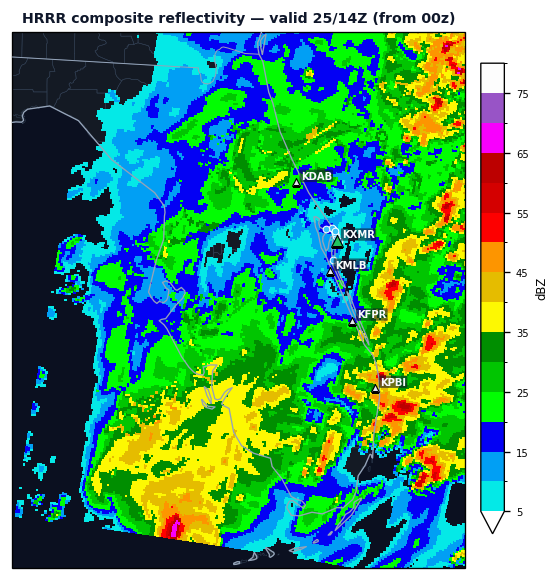 HRRR composite reflectivity — valid 25/14Z (from 00z)
KDAB
KXMR
KMLB
KFPR
KPBI
75
65
55
45
35
25
15
5
dBZ